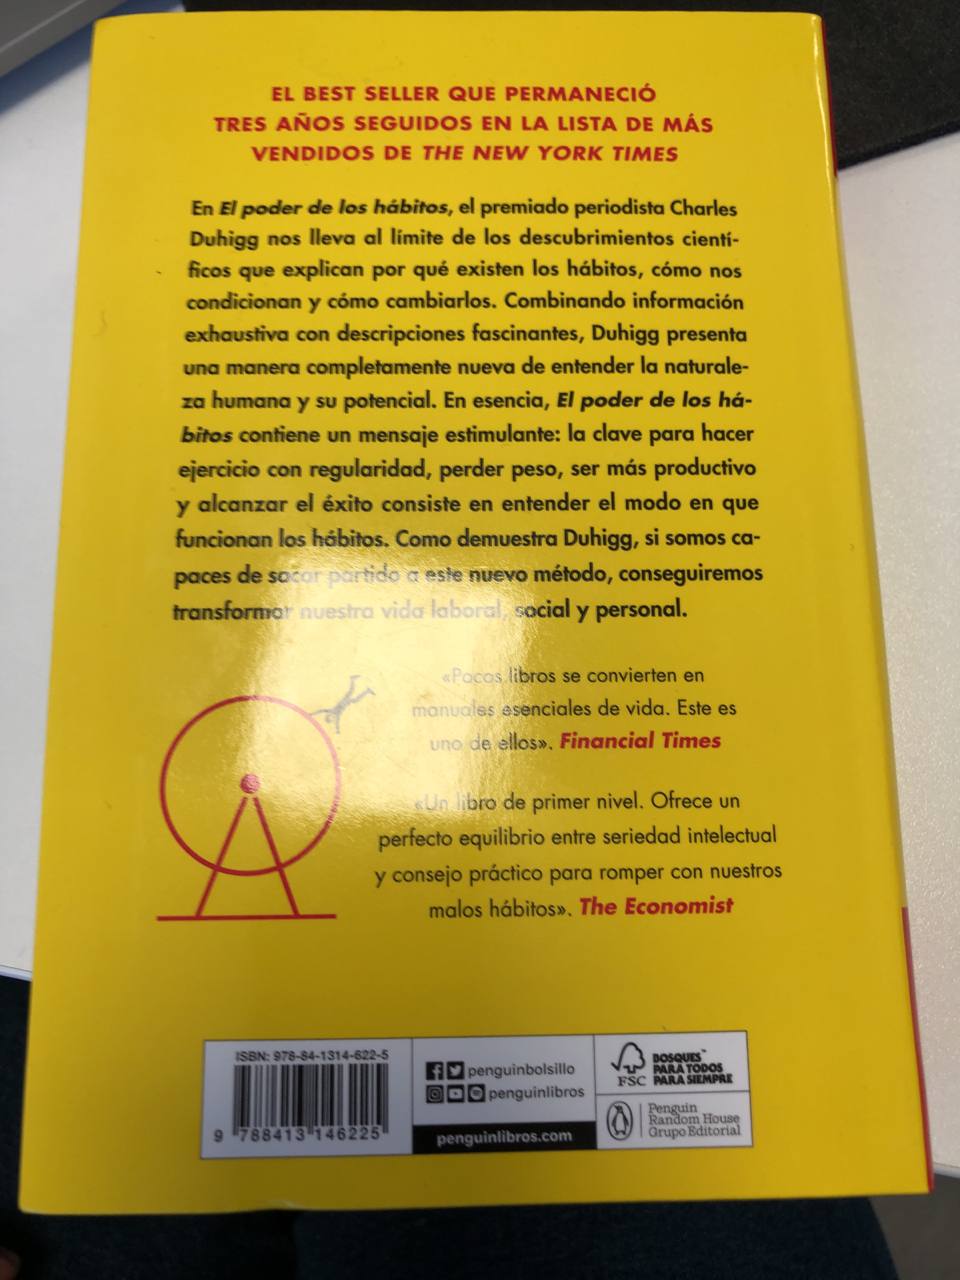 EL BEST SELLER QUE PERMANECIÓ
TRES AÑOS SEGUIDOS EN LA LISTA DE MÁS
VENDIDOS DE THE NEW YORK TIMES
En El poder de los hábitos, el premiado periodista Charles
Duhigg nos lleva al límite de los descubrimientos cientí-
ficos que explican por qué existen los hábitos, cómo nos
condicionan y cómo cambiarlos. Combinando información
exhaustiva con descripciones fascinantes, Duhigg presenta
una manera completamente nueva de entender la naturale-
za humana y su potencial. En esencia, El poder de los há-
bitos contiene un mensaje estimulante: la clave para hacer
ejercicio con regularidad, perder peso, ser más productivo
y alcanzar el éxito consiste en entender el modo en que
funcionan los hábitos. Como demuestra Duhigg, si somos ca-
paces de sacar partido a este nuevo método, conseguiremos
transformar nuestra vida laboral, social y personal.
«Pocos libros se convierten en
manuales esenciales de vida. Este es
uno de ellos». Financial Times
«Un libro de primer nivel. Ofrece un
perfecto equilibrio entre seriedad intelectual
y consejo práctico para romper con nuestros
malos hábitos». The Economist
ISBN: 978-84-1314-622-5
9 788413 146225
penguinbolsillo
penguinlibros
penguinlibros.com
FSC
BOSQUES™
PARA TODOS
PARA SIEMPRE
Penguin
Random House
Grupo Editorial